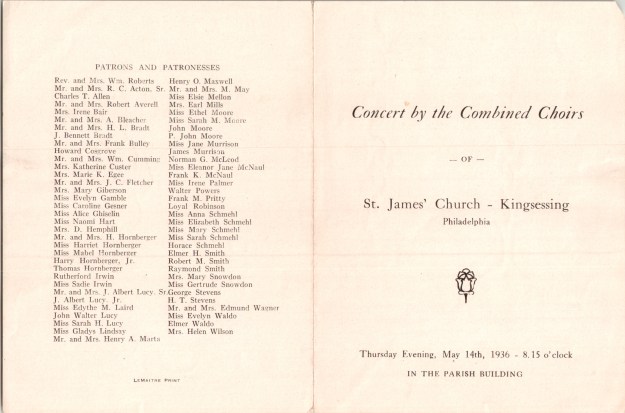 PATRONS AND PATRONESSES
Rev. and Mrs. Wm. Roberts
Mr. and Mrs. R. C. Acton, Sr.
Charles T. Allen
Mr. and Mrs. Robert Averell
Mrs. Irene Bair
Mr. and Mrs. A. Bleacher
Mr. and Mrs. H. L. Bradt
J. Bennett Bradt
Mr. and Mrs. Frank Bulley
Howard Cosgrove
Mr. and Mrs. Wm. Cumming
Mrs. Katherine Custer
Mrs. Marie K. Egee
Mr. and Mrs. J. C. Fletcher
Mrs. Mary Giberson
Miss Evelyn Gamble
Miss Caroline Gesner
Miss Alice Ghiselin
Miss Naomi Hart
Mrs. D. Hemphill
Mr. and Mrs. H. Hornberger
Miss Harriet Hornberger
Miss Mabel Hornberger
Harry Hornberger, Jr.
Thomas Hornberger
Rutherford Irwin
Miss Sadie Irwin
Mr. and Mrs. J. Albert Lucy, Sr.
J. Albert Lucy, Jr.
Miss Edythe M. Laird
John Walter Lucy
Miss Sarah H. Lucy
Miss Gladys Lindsay
Mr. and Mrs. Henry A. Marta
Henry O. Maxwell
Mr. and Mrs. M. May
Miss Elsie Mellon
Mrs. Earl Mills
Miss Ethel Moore
Miss Sarah M. Moore
John Moore
P. John Moore
Miss Jane Murrison
James Murrison
Norman G. McLeod
Miss Eleanor Jane McNaul
Frank K. McNaul
Miss Irene Palmer
Walter Powers
Frank M. Pritty
Loyal Robinson
Miss Anna Schmehl
Miss Elizabeth Schmehl
Miss Mary Schmehl
Miss Sarah Schmehl
Horace Schmehl
Elmer H. Smith
Robert M. Smith
Raymond Smith
Mrs. Mary Snowdon
Miss Gertrude Snowdon
George Stevens
H. T. Stevens
Mr. and Mrs. Edmund Wagner
Miss Evelyn Waldo
Elmer Waldo
Mrs. Helen Wilson
LeMaitre Print
Concert by the Combined Choirs
— OF —
St. James' Church - Kingsessing
Philadelphia
Thursday Evening, May 14th, 1936 - 8.15 o'clock
IN THE PARISH BUILDING